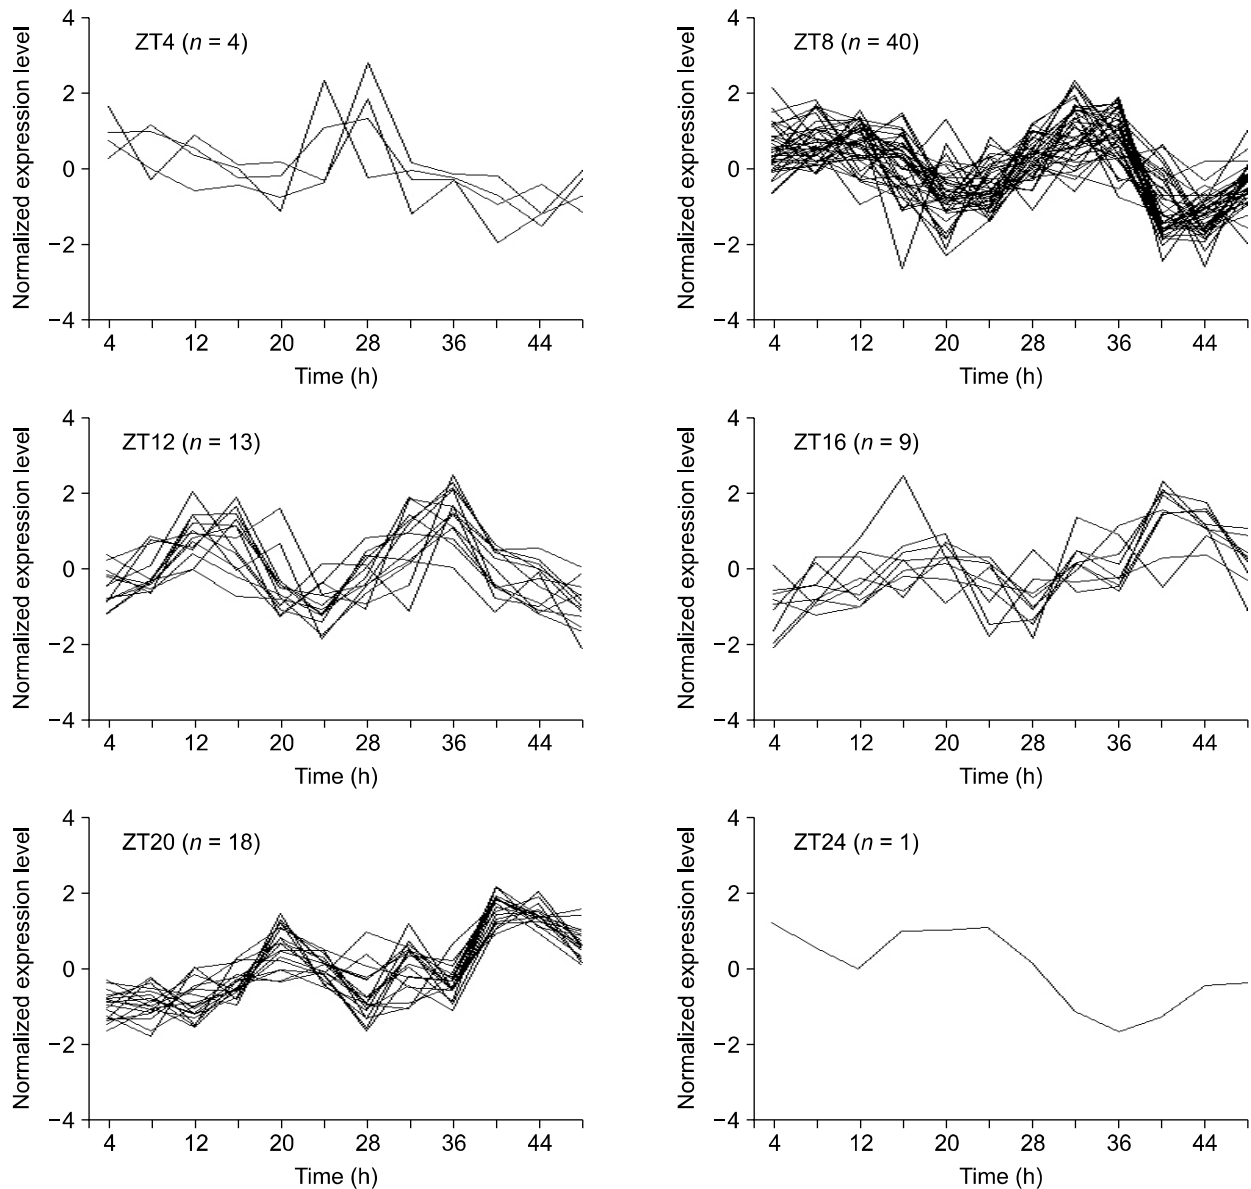 ZT4 (n = 4)
Normalized expression level
4
2
0
−2
−4
4 12 20 28 36 44
Time (h)
ZT8 (n = 40)
Normalized expression level
4
2
0
−2
−4
4 12 20 28 36 44
Time (h)
ZT12 (n = 13)
Normalized expression level
4
2
0
−2
−4
4 12 20 28 36 44
Time (h)
ZT16 (n = 9)
Normalized expression level
4
2
0
−2
−4
4 12 20 28 36 44
Time (h)
ZT20 (n = 18)
Normalized expression level
4
2
0
−2
−4
4 12 20 28 36 44
Time (h)
ZT24 (n = 1)
Normalized expression level
4
2
0
−2
−4
4 12 20 28 36 44
Time (h)